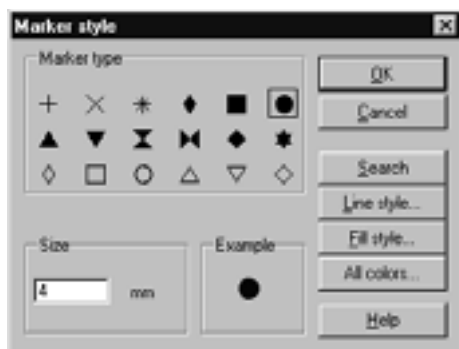 Marker style
Marker type
OK
Cancel
Search
Line style...
Fill style...
All colors...
Help
Size
4 mm
Example